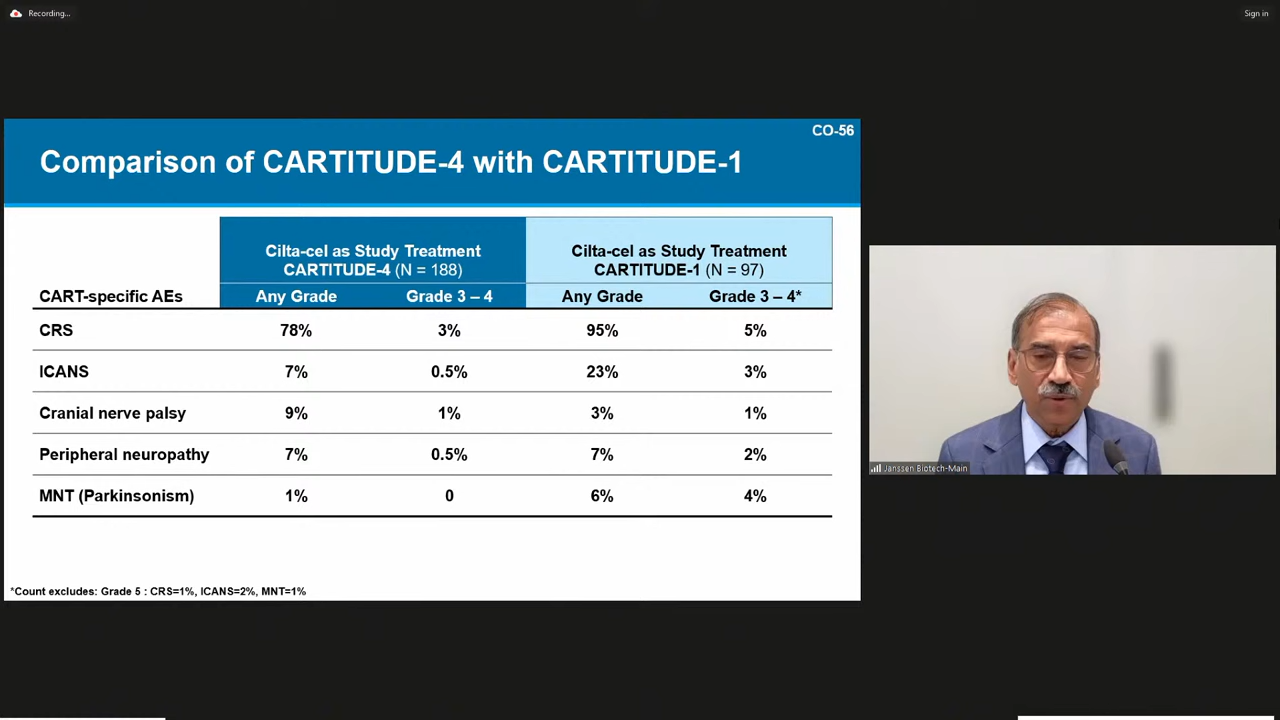 Recording...
Sign in
CO-56
Comparison of CARTITUDE-4 with CARTITUDE-1
Cilta-cel as Study Treatment
CARTITUDE-4 (N = 188)
Cilta-cel as Study Treatment
CARTITUDE-1 (N = 97)
CART-specific AEs Any Grade Grade 3 – 4 Any Grade Grade 3 – 4*
CRS 78% 3% 95% 5%
ICANS 7% 0.5% 23% 3%
Cranial nerve palsy 9% 1% 3% 1%
Peripheral neuropathy 7% 0.5% 7% 2%
MNT (Parkinsonism) 1% 0 6% 4%
*Count excludes: Grade 5 : CRS=1%, ICANS=2%, MNT=1%
Janssen Biotech-Main